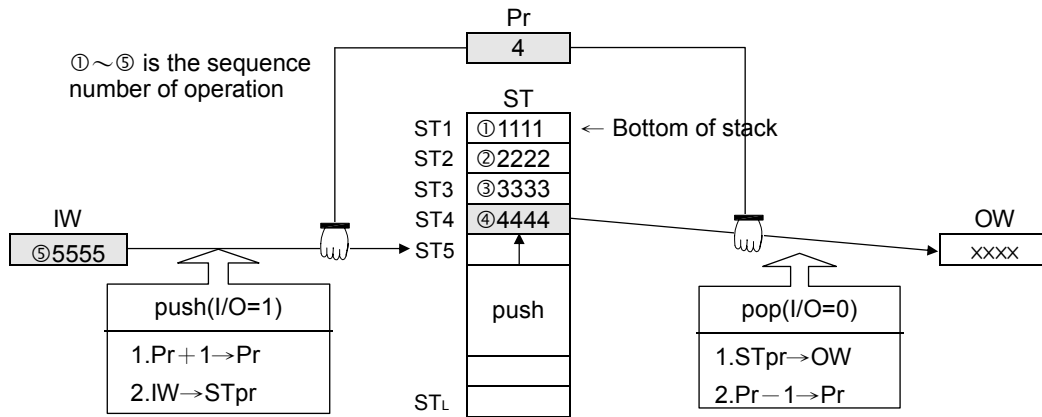 Pr
4
①～⑤ is the sequence
number of operation
ST
ST1 ①1111 ← Bottom of stack
ST2 ②2222
ST3 ③3333
ST4 ④4444
IW
⑤5555
ST5
OW
xxxx
push(I/O=1)
1.Pr＋1→Pr
2.IW→STpr
push
pop(I/O=0)
1.STpr→OW
2.Pr－1→Pr
STL